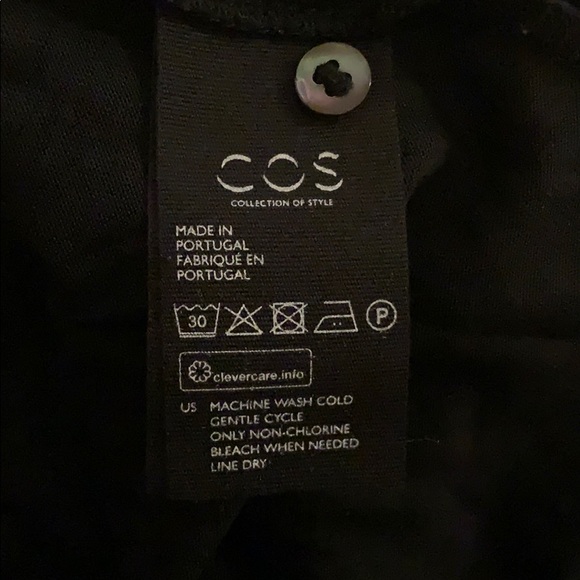 COS
COLLECTION OF STYLE
MADE IN
PORTUGAL
FABRIQUÉ EN
PORTUGAL
30 P
clevercare.info
US MACHINE WASH COLD
GENTLE CYCLE
ONLY NON-CHLORINE
BLEACH WHEN NEEDED
LINE DRY